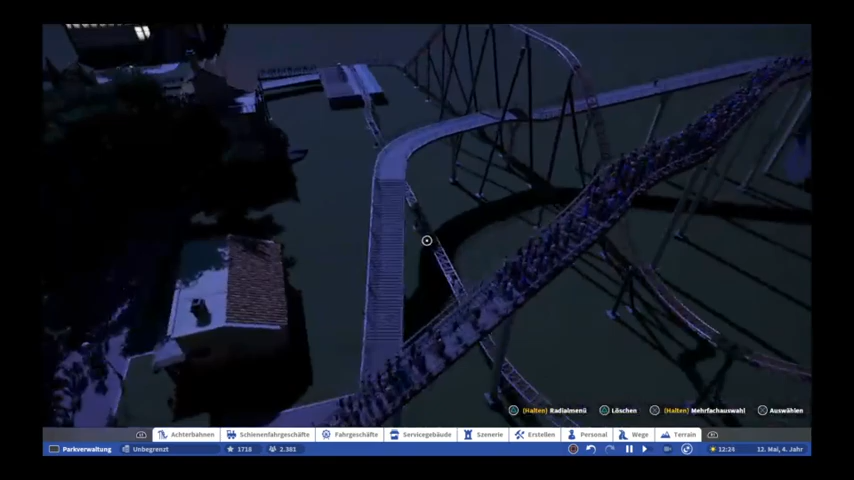 (Halten) Radialmenü Löschen (Halten) Mehrfachauswahl Auswählen
Achterbahnen Schienenfahrgeschäfte Fahrgeschäfte Servicegebäude Szenerie Erstellen Personal Wege Terrain
Parkverwaltung Unbegrenzt 1718 2.381 12:24 12. Mai, 4. Jahr